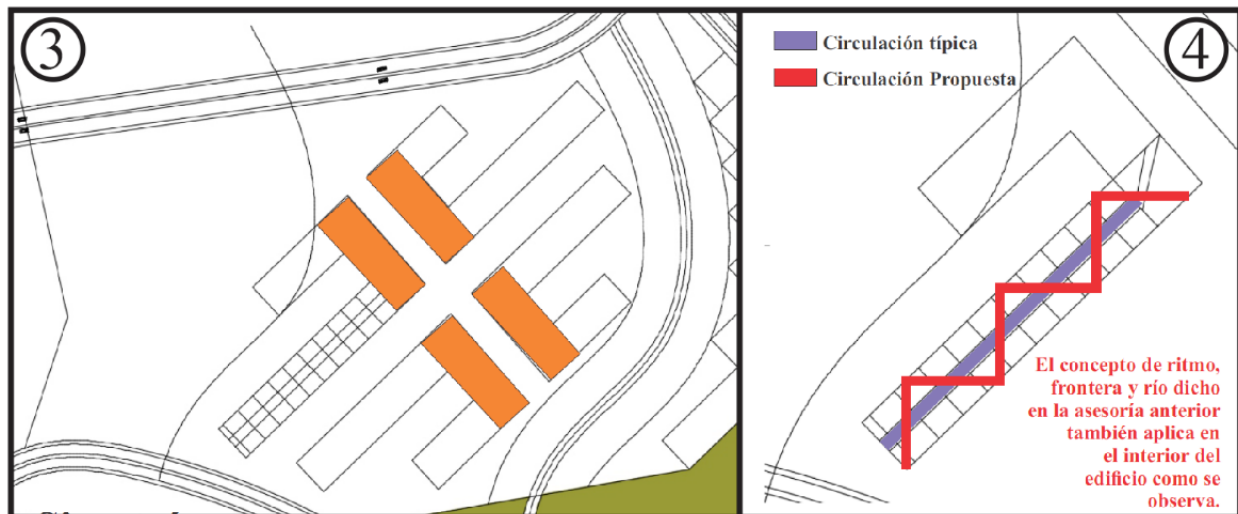 3
4
Circulación típica
Circulación Propuesta
El concepto de ritmo,
frontera y río dicho
en la asesoría anterior
también aplica en
el interior del
edificio como se
observa.